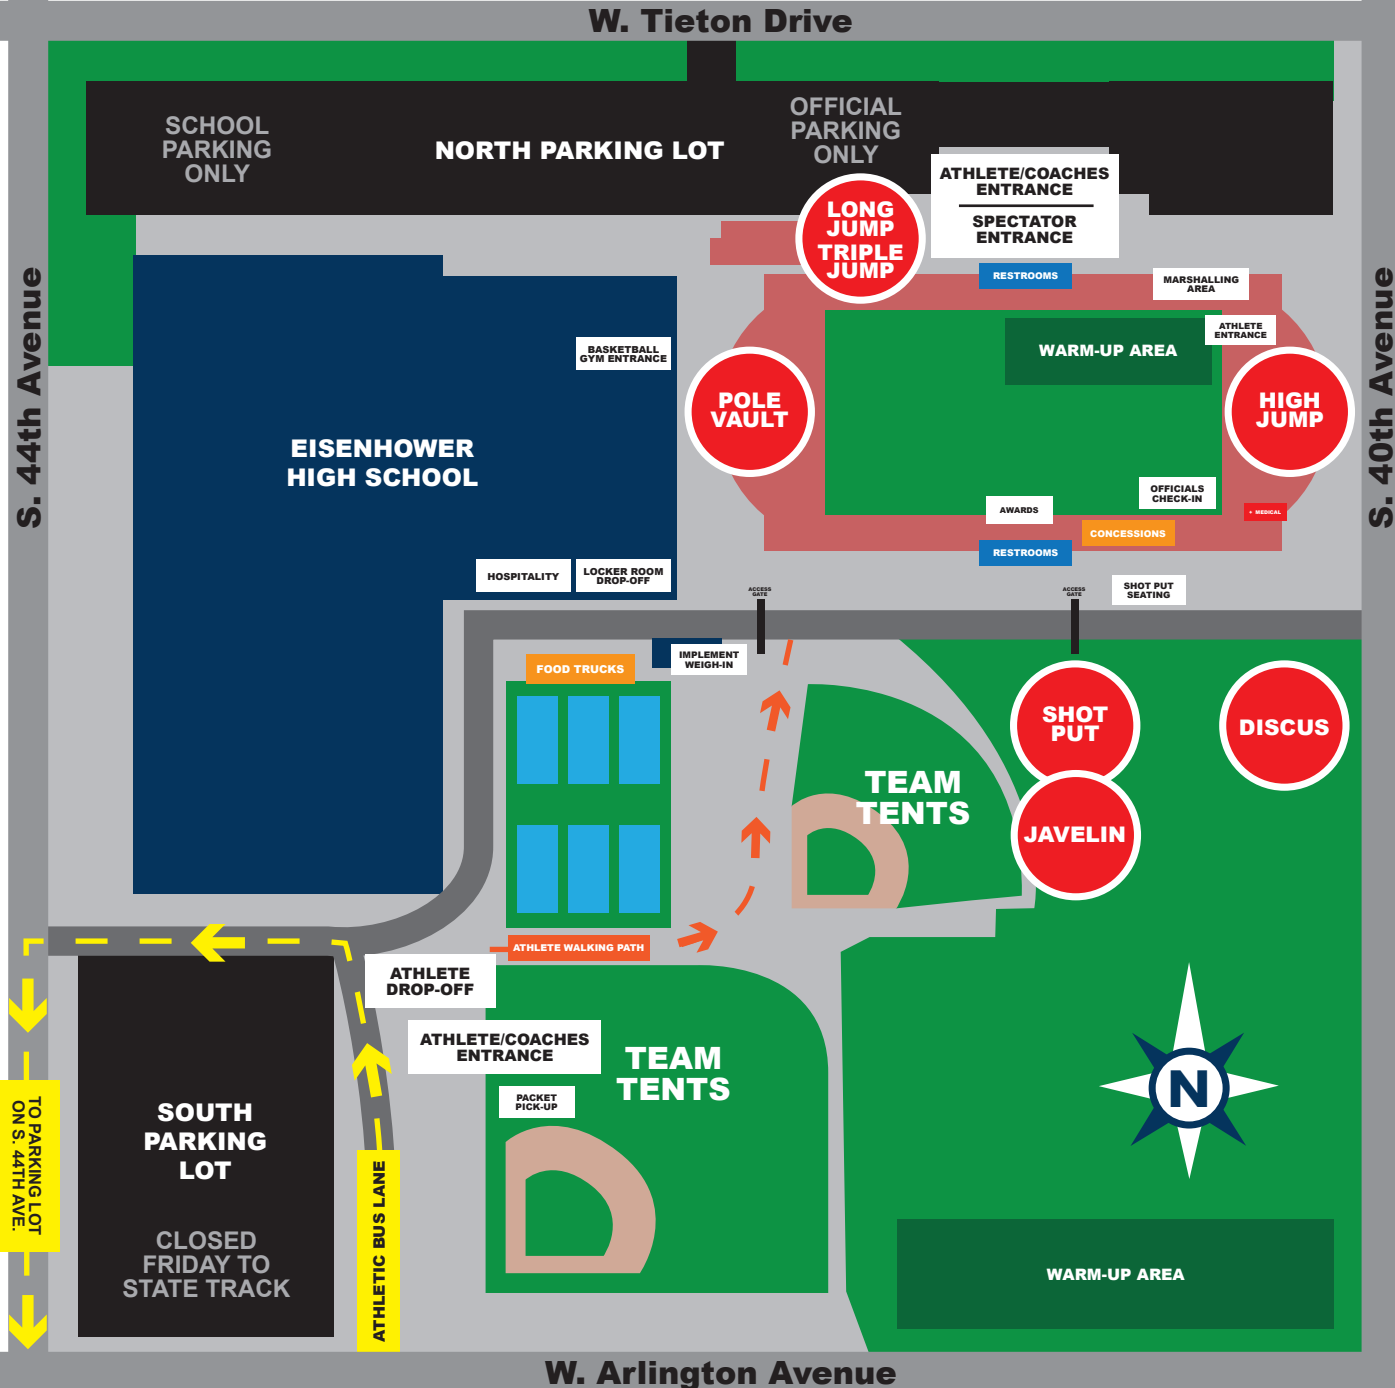 W. Tieton Drive
SCHOOL
PARKING
ONLY
NORTH PARKING LOT
OFFICIAL
PARKING
ONLY
ATHLETE/COACHES
ENTRANCE
SPECTATOR
ENTRANCE
LONG
JUMP
TRIPLE
JUMP
RESTROOMS
MARSHALLING
AREA
ATHLETE
ENTRANCE
WARM-UP AREA
BASKETBALL
GYM ENTRANCE
POLE
VAULT
HIGH
JUMP
S. 44th Avenue
S. 40th Avenue
EISENHOWER
HIGH SCHOOL
OFFICIALS
CHECK-IN
AWARDS
+ MEDICAL
CONCESSIONS
RESTROOMS
HOSPITALITY
LOCKER ROOM
DROP-OFF
ACCESS
GATE
ACCESS
GATE
SHOT PUT
SEATING
IMPLEMENT
WEIGH-IN
FOOD TRUCKS
SHOT
PUT
DISCUS
TEAM
TENTS
JAVELIN
ATHLETE WALKING PATH
ATHLETE
DROP-OFF
ATHLETE/COACHES
ENTRANCE
TEAM
TENTS
PACKET
PICK-UP
N
TO PARKING LOT
ON S. 44TH AVE.
SOUTH
PARKING
LOT
CLOSED
FRIDAY TO
STATE TRACK
ATHLETIC BUS LANE
WARM-UP AREA
W. Arlington Avenue